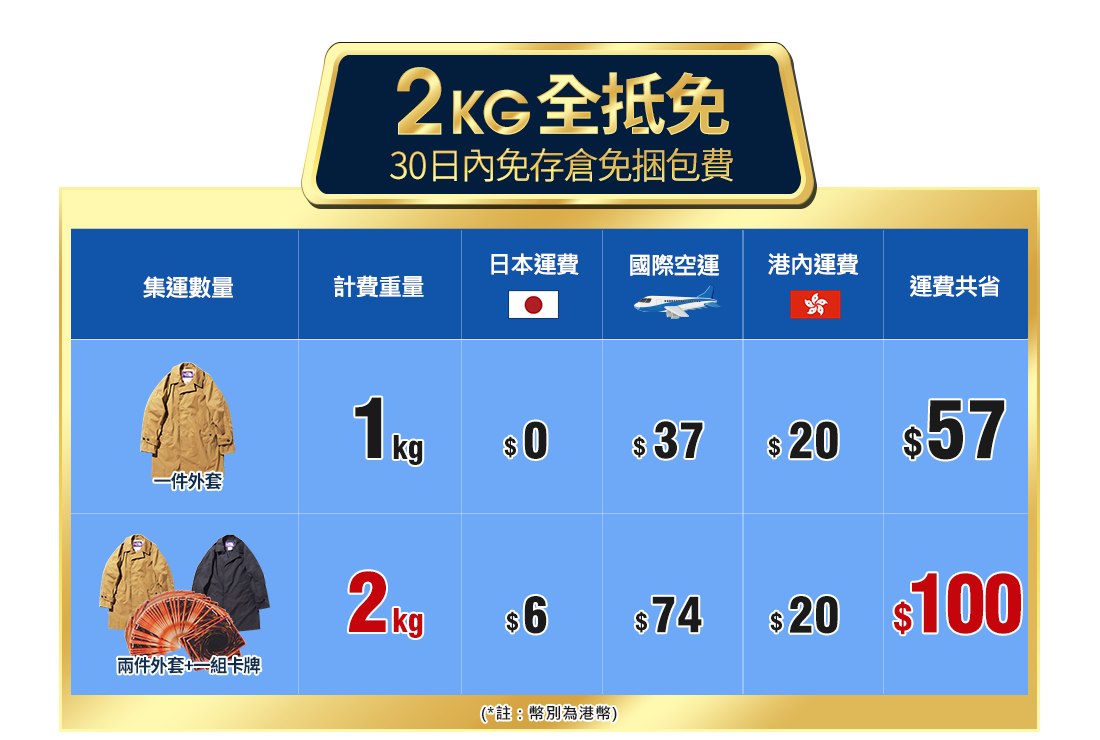 2KG全抵免
30日內免存倉免捆包費
集運數量 計費重量 日本運費 國際空運 港內運費 運費共省
一件外套 1kg $0 $37 $20 $57
兩件外套+一組卡牌 2kg $6 $74 $20 $100
(*註：幣別為港幣)